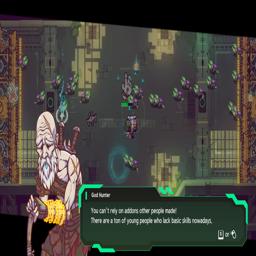 God Hunter
You can't rely on addons other people made!
There are a ton of young people who lack basic skills nowadays,
or